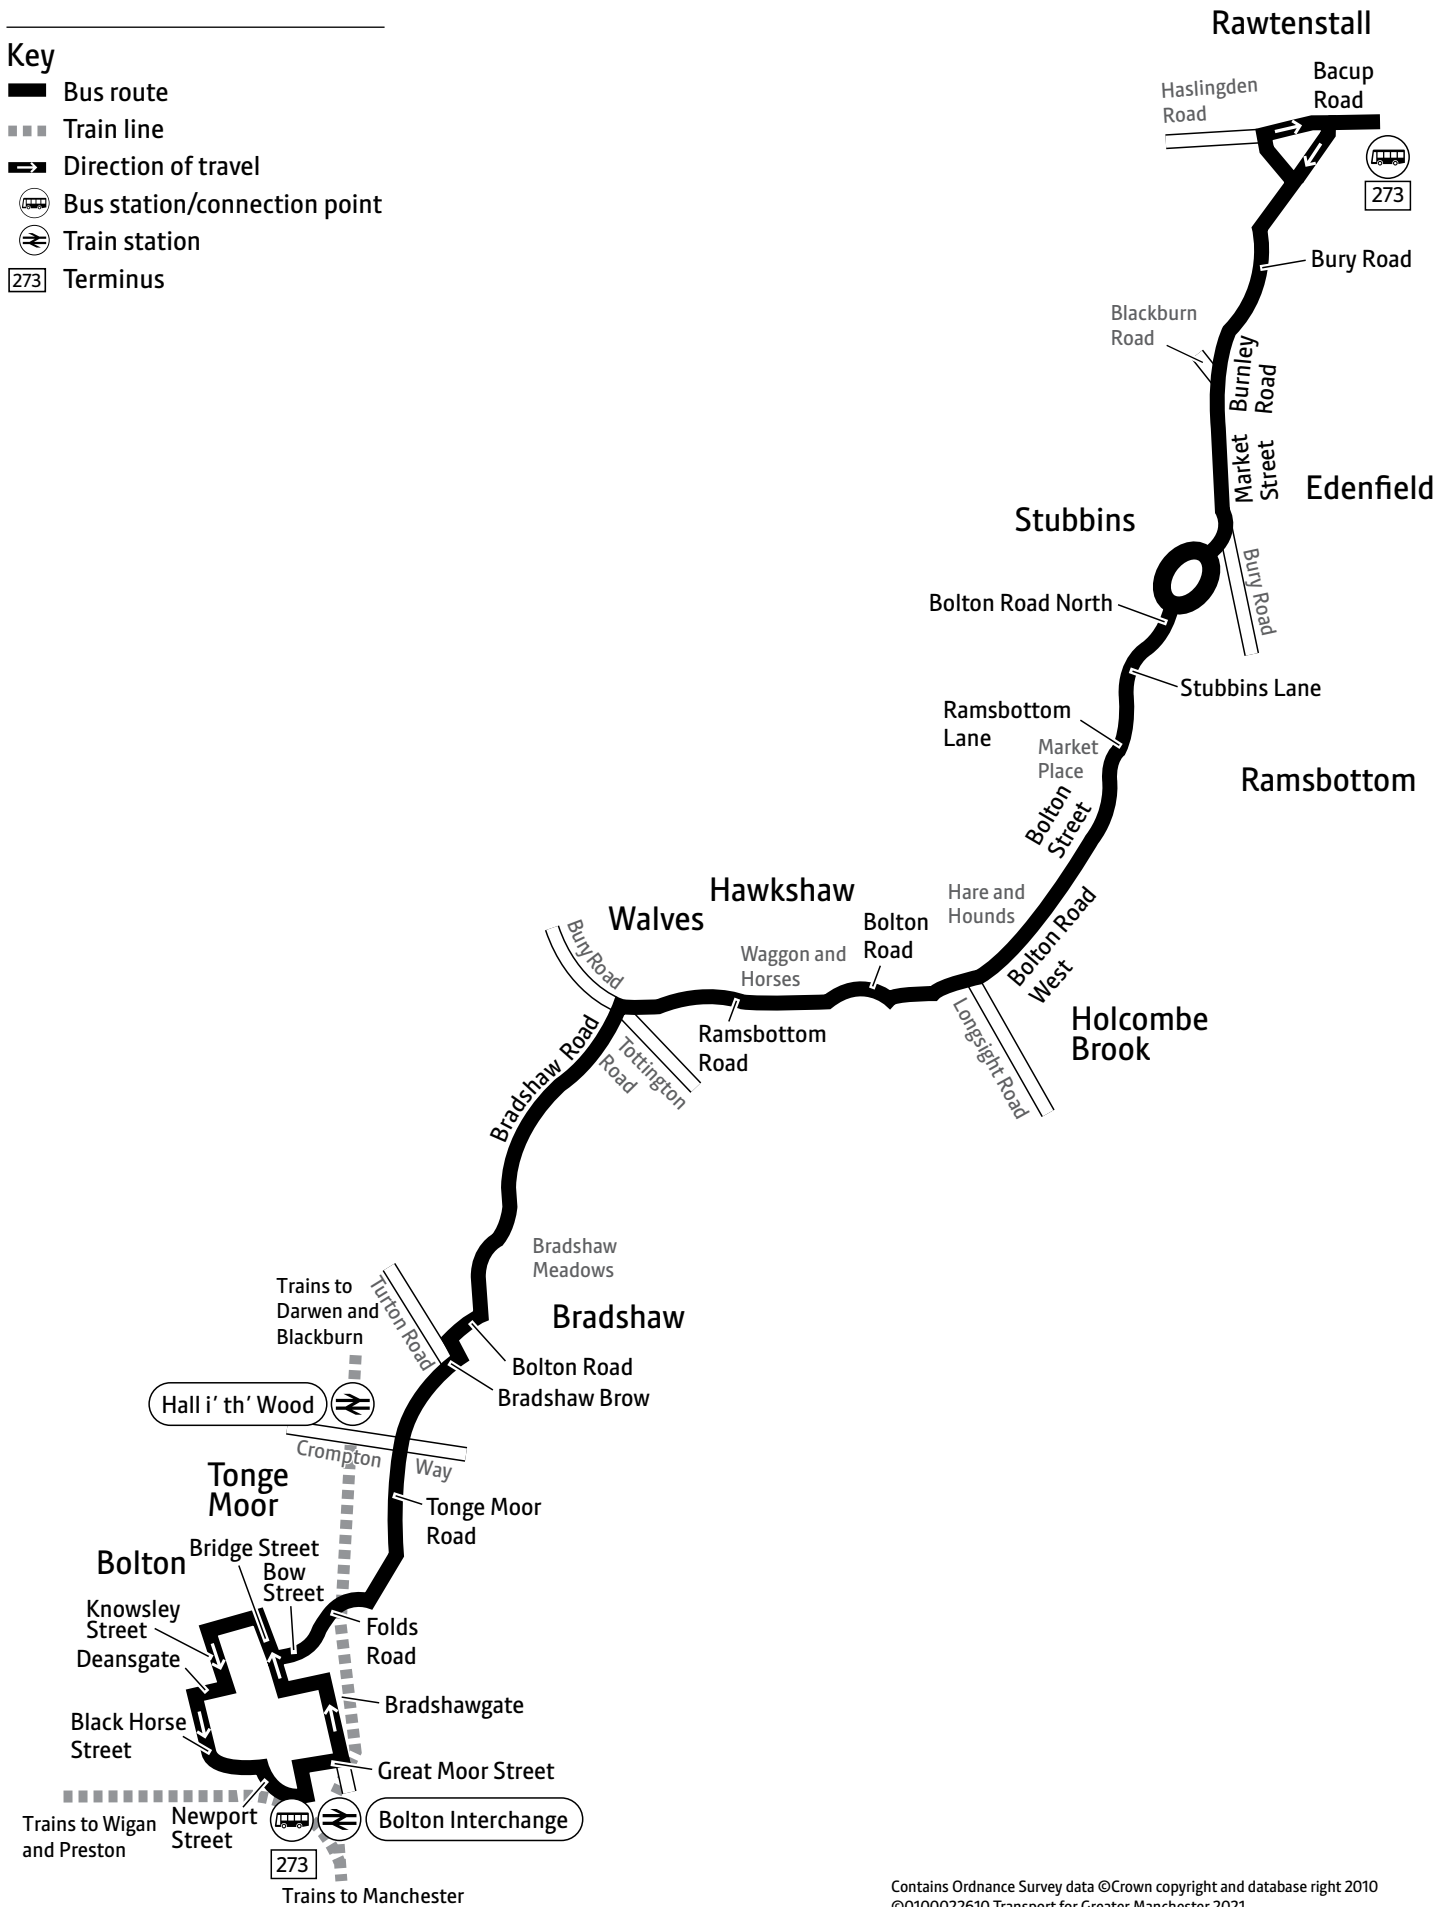 Key
Bus route
Train line
Direction of travel
Bus station/connection point
Train station
273 Terminus
Rawtenstall
Haslingden
Road
Bacup
Road
273
Bury Road
Blackburn
Road
Burnley
Road
Market
Street
Edenfield
Stubbins
Bury Road
Bolton Road North
Stubbins Lane
Ramsbottom
Lane
Market
Place
Ramsbottom
Bolton
Street
Hawkshaw
Walves
Hare and
Hounds
Bolton
Road
Bury Road
Waggon and
Horses
Bolton Road
West
Holcombe
Brook
Longsight Road
Ramsbottom
Road
Tottington
Road
Bradshaw Road
Bradshaw
Meadows
Bradshaw
Trains to
Darwen and
Blackburn
Turton Road
Bolton Road
Bradshaw Brow
Hall i' th' Wood
Crompton Way
Tonge
Moor
Tonge Moor
Road
Bolton
Bridge Street
Bow
Street
Knowsley
Street
Deansgate
Folds
Road
Bradshawgate
Black Horse
Street
Great Moor Street
Trains to Wigan
and Preston
Newport
Street
Bolton Interchange
273
Trains to Manchester
Contains Ordnance Survey data ©Crown copyright and database right 2010
©0100022610 Transport for Greater Manchester 2021